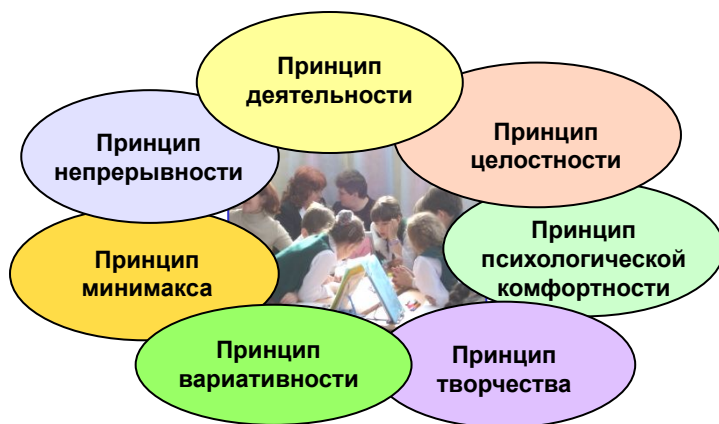 Принцип
деятельности
Принцип
целостности
Принцип
непрерывности
Принцип
психологической
комфортности
Принцип
минимакса
Принцип
вариативности
Принцип
творчества